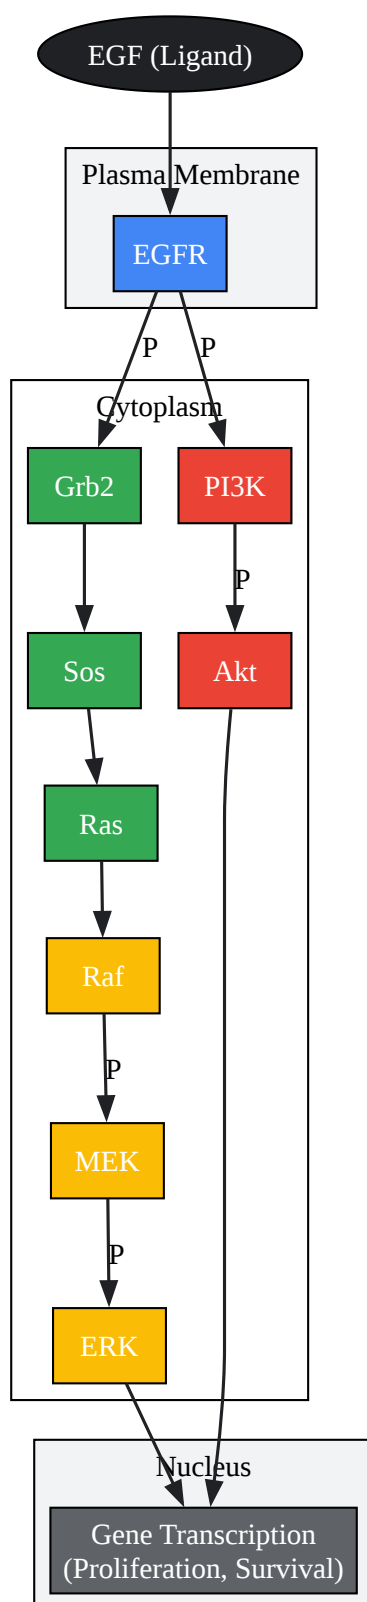 EGF (Ligand)
Plasma Membrane
EGFR
P
P
Cytoplasm
Grb2
PI3K
P
Sos
Akt
Ras
Raf
P
MEK
P
ERK
Nucleus
Gene Transcription
(Proliferation, Survival)